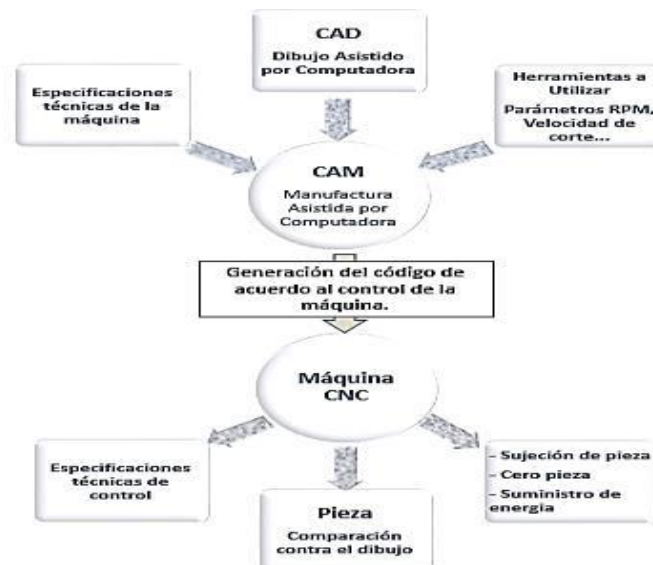 CAD
Dibujo Asistido
por Computadora
Especificaciones
técnicas de la
máquina
Herramientas a
Utilizar
Parámetros RPM,
Velocidad de
corte...
CAM
Manufactura
Asistida por
Computadora
Generación del código de
acuerdo al control de la
máquina.
Máquina
CNC
Especificaciones
técnicas de
control
Pieza
Comparación
contra el dibujo
- Sujeción de pieza
- Cero pieza
- Suministro de
energía